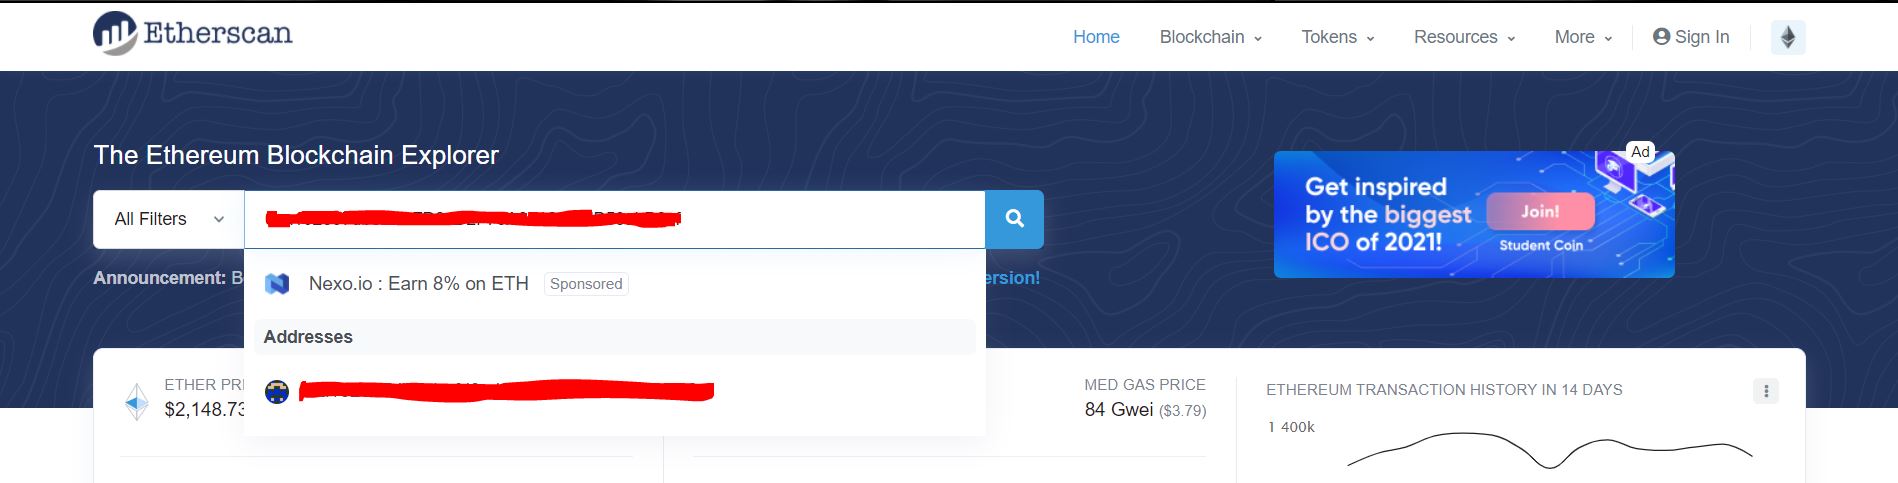 Etherscan
Home Blockchain Tokens Resources More Sign In
The Ethereum Blockchain Explorer
All Filters
Announcement: ersion!
Nexo.io : Earn 8% on ETH Sponsored
Addresses
Ad
Get inspired
by the biggest
ICO of 2021!
Join!
Student Coin
ETHER PRI
$2,148.73
MED GAS PRICE
84 Gwei ($3.79)
ETHEREUM TRANSACTION HISTORY IN 14 DAYS
1 400k